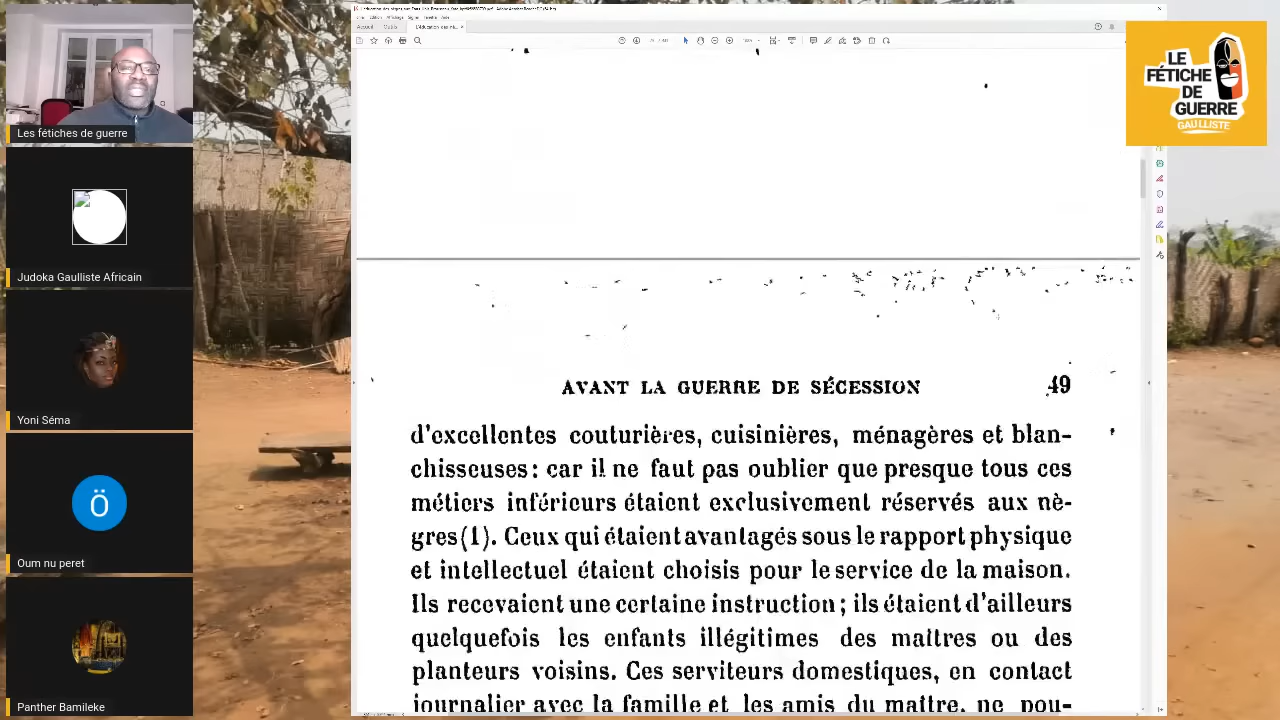 Les fétiches de guerre
Judoka Gaulliste Africain
Yoni Séma
Ö
Oum nu peret
Panther Bamileke
Accueil
Outils
LE
FÉTICHE
DE
GUERRE
GAULLISTE
AVANT LA GUERRE DE SÉCESSION 49
d'excellentes couturières, cuisinières, ménagères et blan-
chisseuses : car il ne faut pas oublier que presque tous ces
métiers inférieurs étaient exclusivement réservés aux nè-
gres(1). Ceux qui étaient avantagés sous le rapport physique
et intellectuel étaient choisis pour le service de la maison.
Ils recevaient une certaine instruction ; ils étaient d'ailleurs
quelquefois les enfants illégitimes des maîtres ou des
planteurs voisins. Ces serviteurs domestiques, en contact
journalier avec la famille et les amis du maître, ne pou-